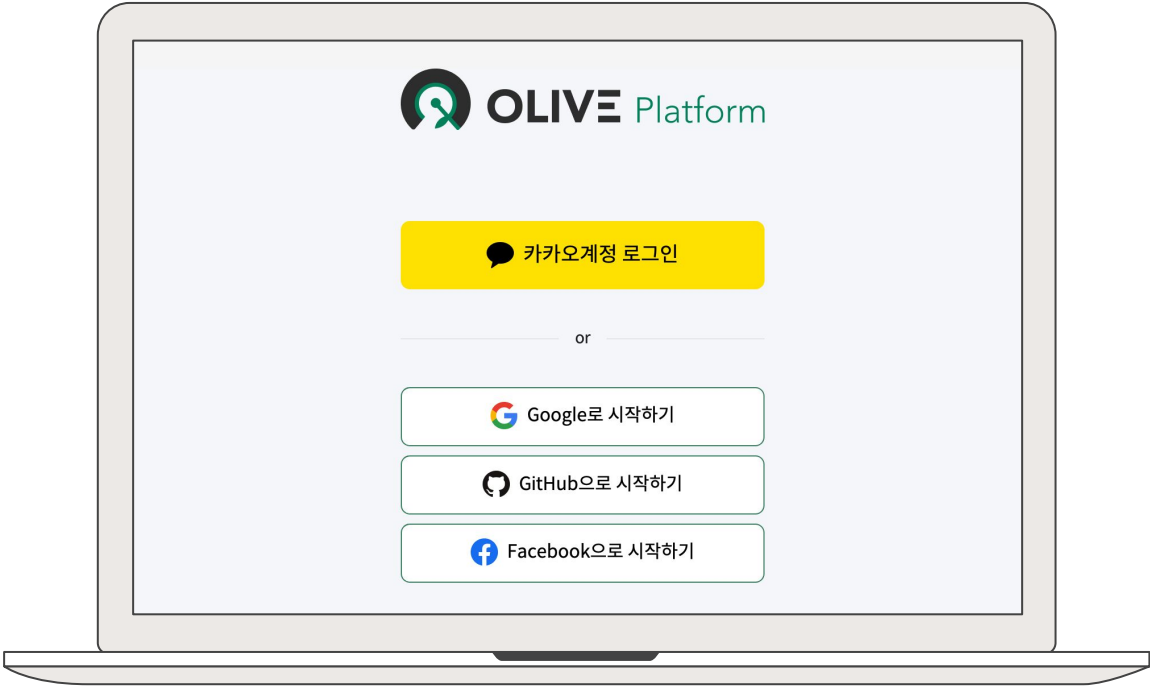 OLIVE Platform
카카오계정 로그인
or
Google로 시작하기
GitHub으로 시작하기
Facebook으로 시작하기